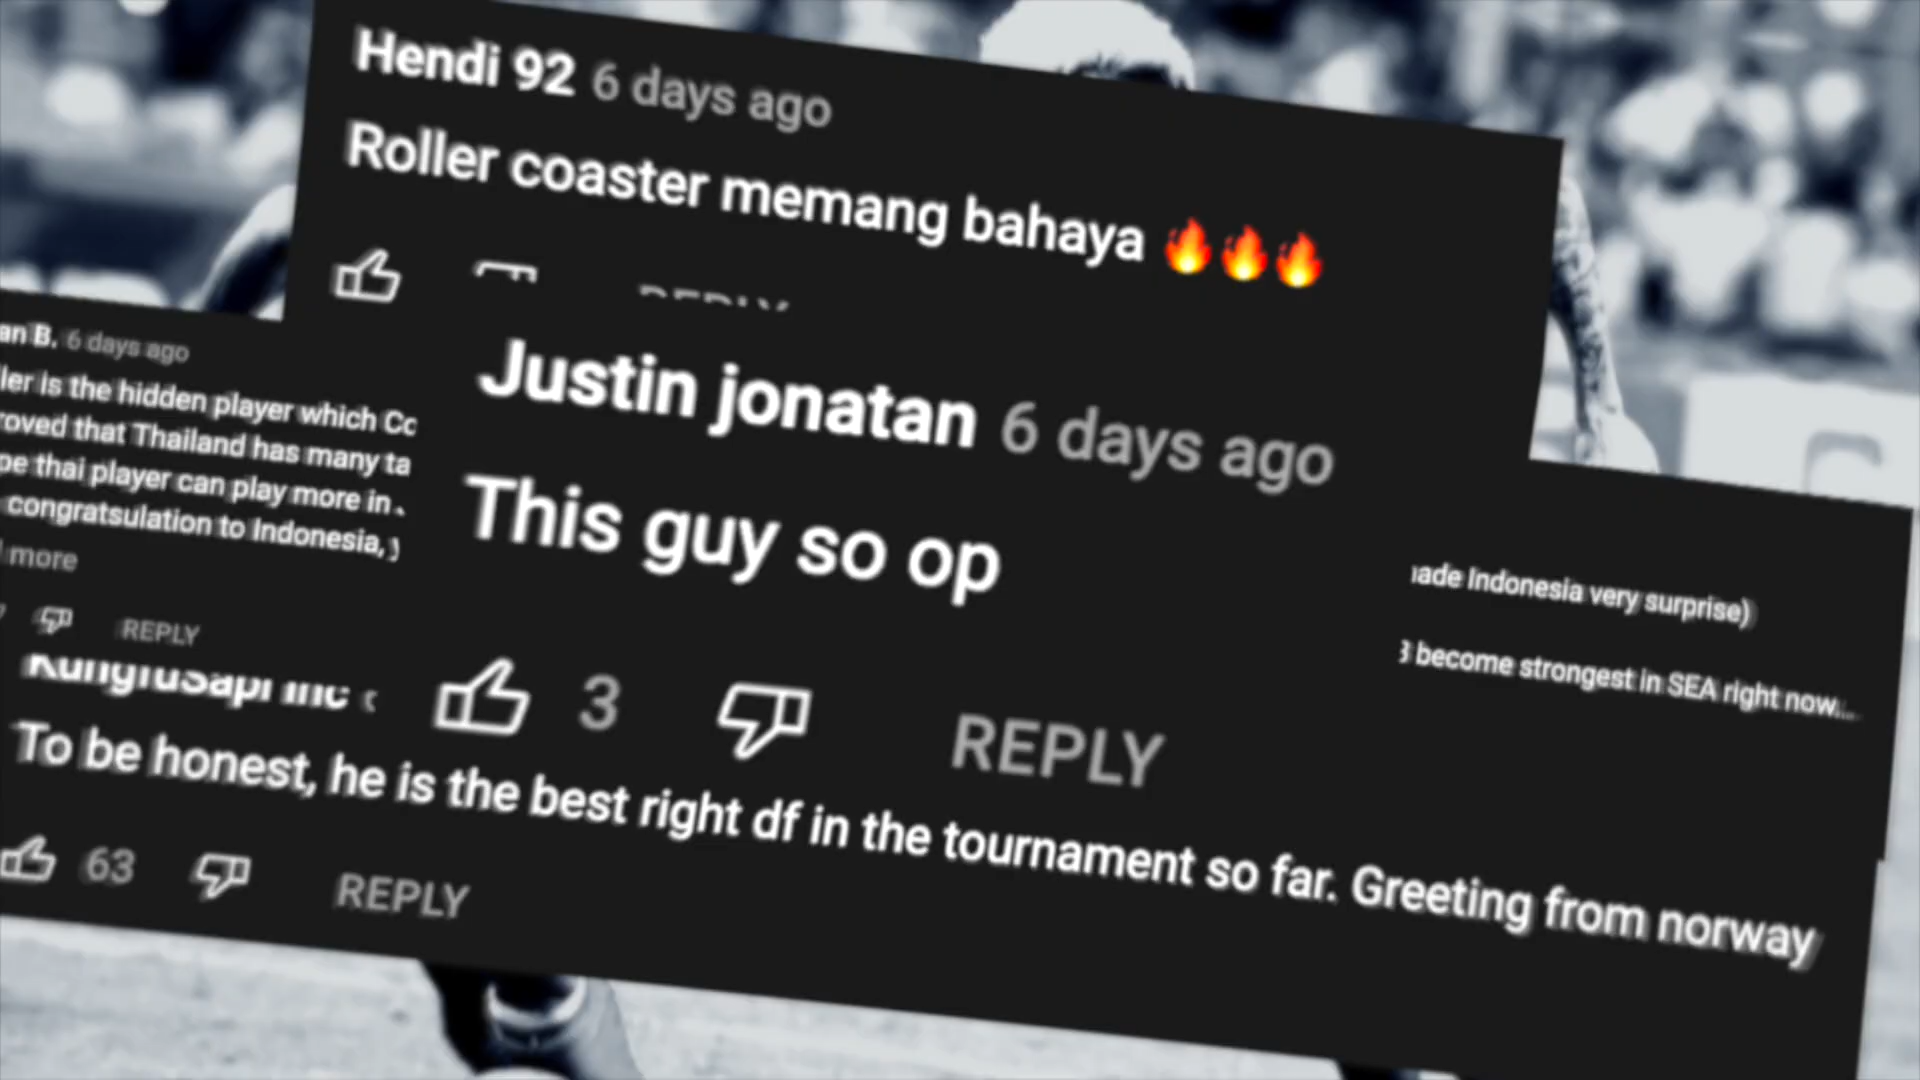 Hendi 92 6 days ago
Roller coaster memang bahaya 🔥🔥🔥
B. 6 days ago
is the hidden player which
that Thailand has many
thai player can play more in
congratsulation to Indonesia,
more
REPLY
Justin jonatan 6 days ago
This guy so op
3 REPLY
Indonesia very surprise)
become strongest in SEA right now...
KungfuSapi Inc
To be honest, he is the best right df in the tournament so far. Greeting from norway
63 REPLY